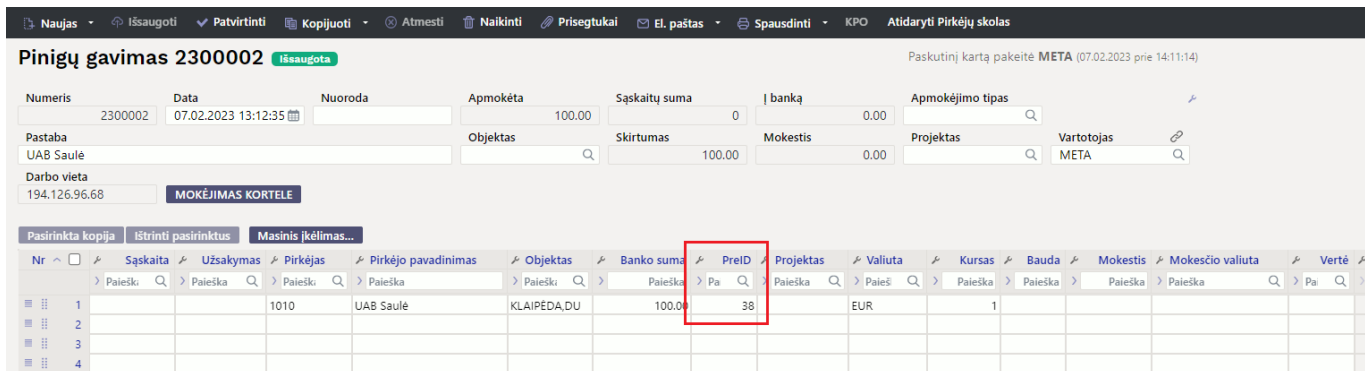 Naujas Išsaugoti Patvirtinti Kopijuoti Atmesti Naikinti Prisegtukai El. paštas Spausdinti KPO Atidaryti Pirkėjų skolas
Pinigų gavimas 2300002 Išsaugota Paskutinį kartą pakeitė META (07.02.2023 prie 14:11:14)
Numeris Data Nuoroda Apmokėta Sąskaitų suma Į banką Apmokėjimo tipas
2300002 07.02.2023 13:12:35 100.00 0 0.00
Pastaba Objektas Skirtumas Mokestis Projektas Vartotojas
UAB Saulė 100.00 0.00 META
Darbo vieta
194.126.96.68 MOKĖJIMAS KORTELE
Pasirinkta kopija Ištrinti pasirinktus Masinis įkėlimas...
Nr Sąskaita Užsakymas Pirkėjas Pirkėjo pavadinimas Objektas Banko suma PreID Projektas Valiuta Kursas Bauda Mokestis Mokesčio valiuta Vertė
Paieška Paieška Paieška Paieška Paieška Paieška Pa Paieška Paieš Paieška Paieška Paieška Paieška Pai
1 1010 UAB Saulė KLAIPĖDA,DU 100.00 38 EUR 1
2
3
4